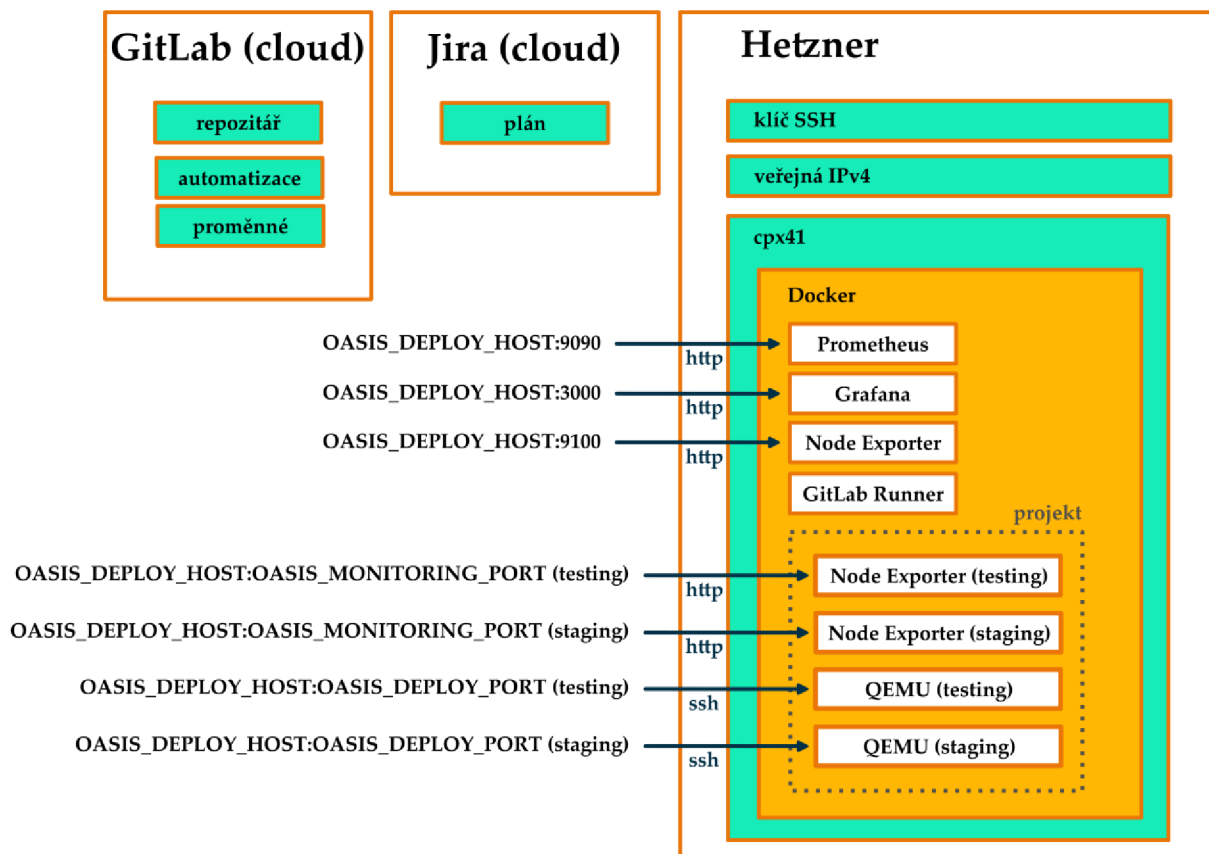 GitLab (cloud)
repozitář
automatizace
proměnné
Jira (cloud)
plán
Hetzner
klíč SSH
veřejná IPv4
cpx41
Docker
OASIS_DEPLOY_HOST:9090
http
Prometheus
OASIS_DEPLOY_HOST:3000
http
Grafana
OASIS_DEPLOY_HOST:9100
http
Node Exporter
GitLab Runner
projekt
OASIS_DEPLOY_HOST:OASIS_MONITORING_PORT (testing)
http
Node Exporter (testing)
OASIS_DEPLOY_HOST:OASIS_MONITORING_PORT (staging)
http
Node Exporter (staging)
OASIS_DEPLOY_HOST:OASIS_DEPLOY_PORT (testing)
ssh
QEMU (testing)
OASIS_DEPLOY_HOST:OASIS_DEPLOY_PORT (staging)
ssh
QEMU (staging)